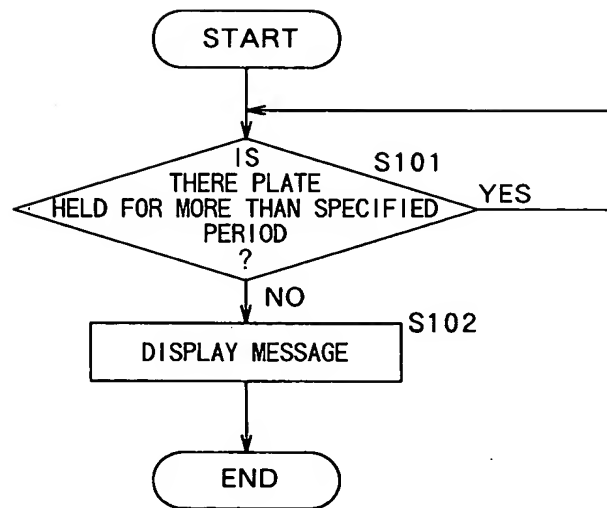 START
IS
THERE PLATE
HELD FOR MORE THAN SPECIFIED
PERIOD
?
S101
YES
NO
S102
DISPLAY MESSAGE
END